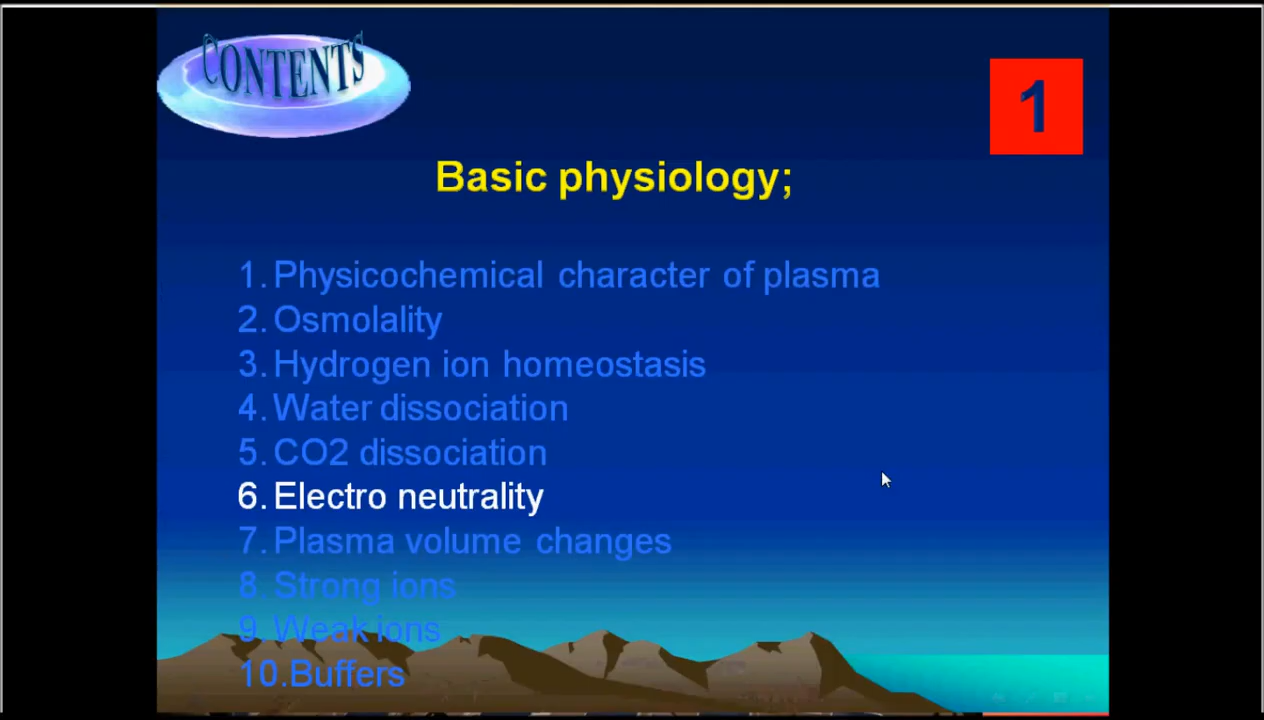 CONTENTS
1
Basic physiology;
1. Physicochemical character of plasma
2. Osmolality
3. Hydrogen ion homeostasis
4. Water dissociation
5. CO2 dissociation
6. Electro neutrality
7. Plasma volume changes
8 Strong ions
9. Weak ions
10.Buffers